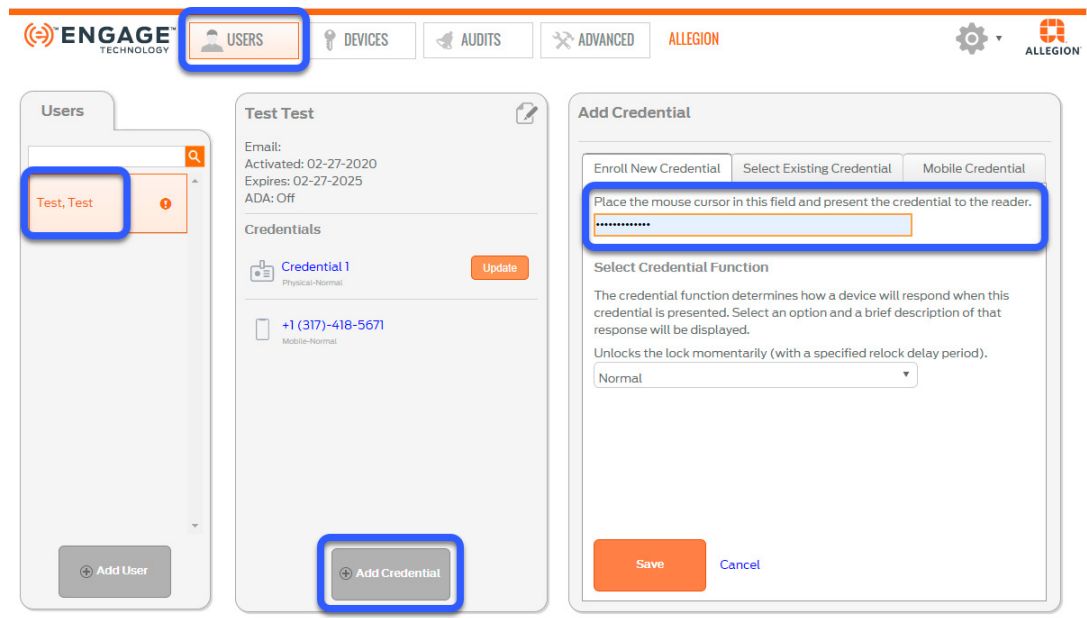 ENGAGE™
TECHNOLOGY
USERS
DEVICES
AUDITS
ADVANCED
ALLEGION
ALLEGION
Users
Test, Test
Add User
Test Test
Email:
Activated: 02-27-2020
Expires: 02-27-2025
ADA: Off
Credentials
Credential 1
Physical-Normal
Update
+1 (317)-418-5671
Mobile-Normal
Add Credential
Add Credential
Enroll New Credential
Select Existing Credential
Mobile Credential
Place the mouse cursor in this field and present the credential to the reader.
•••••••••••••
Select Credential Function
The credential function determines how a device will respond when this
credential is presented. Select an option and a brief description of that
response will be displayed.
Unlocks the lock momentarily (with a specified relock delay period).
Normal
Save
Cancel